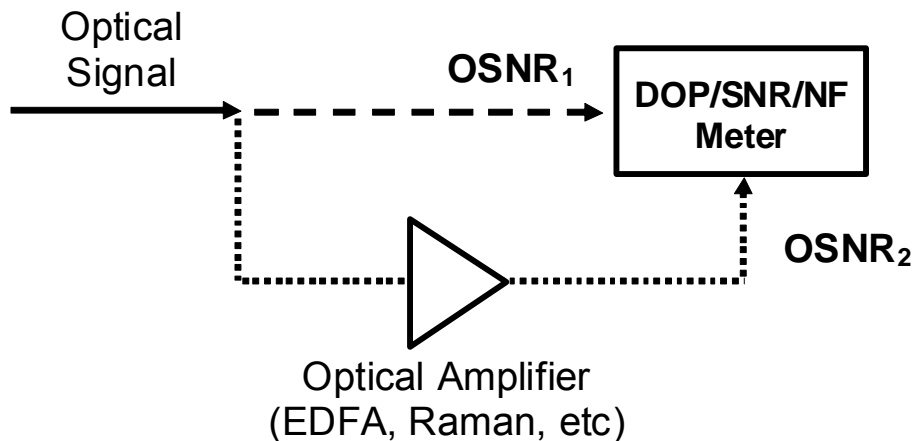 Optical
Signal
OSNR₁
DOP/SNR/NF
Meter
OSNR₂
Optical Amplifier
(EDFA, Raman, etc)